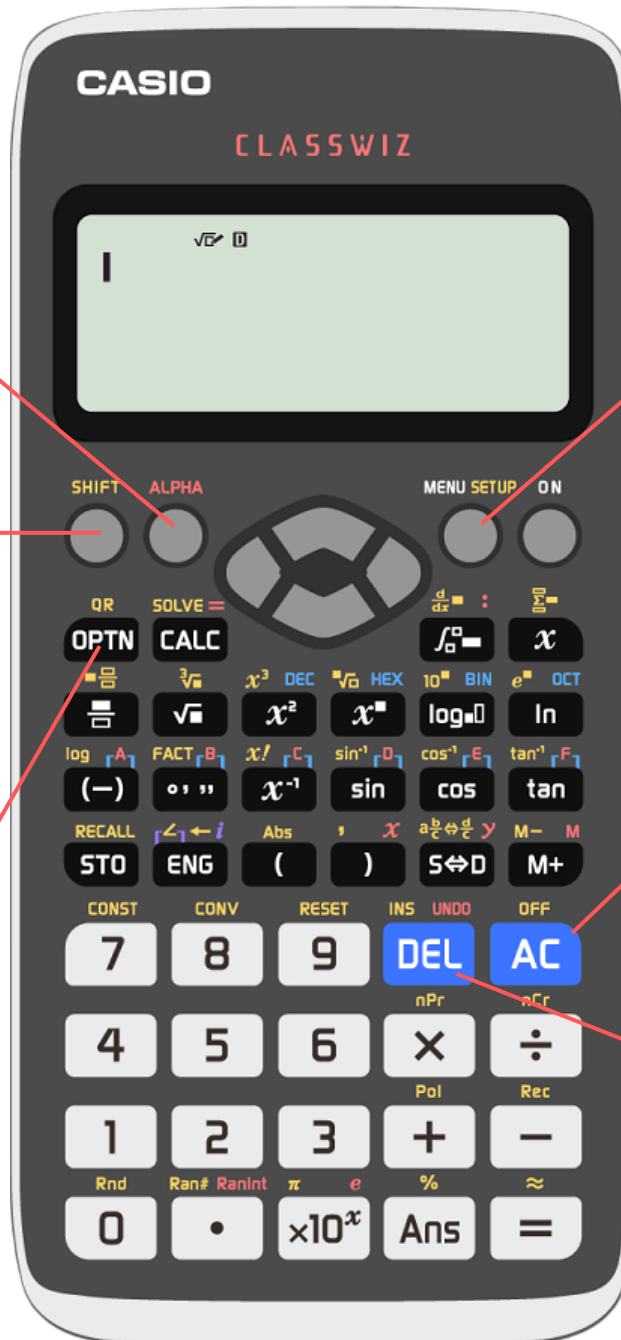 CASIO
CLASSWIZ
√▫ D
SHIFT ALPHA MENU SETUP ON
QR SOLVE = d/dx■ : Σ■
OPTN CALC ∫■ x
■ ³√■ x³ DEC ■√▫ HEX 10■ BIN e■ OCT
√■ x² x■ log■▯ ln
log A FACT B x! C sin⁻¹ D cos⁻¹ E tan⁻¹ F
(−) ° ' " x⁻¹ sin cos tan
RECALL ∠ ← i Abs , x a b/c⇔d/c y M− M
STO ENG ( ) S⇔D M+
CONST CONV RESET INS UNDO OFF
7 8 9 DEL AC
nPr nCr
4 5 6 × ÷
Pol Rec
1 2 3 + −
Rnd Ran# RanInt π e % ≈
0 • ×10ˣ Ans =